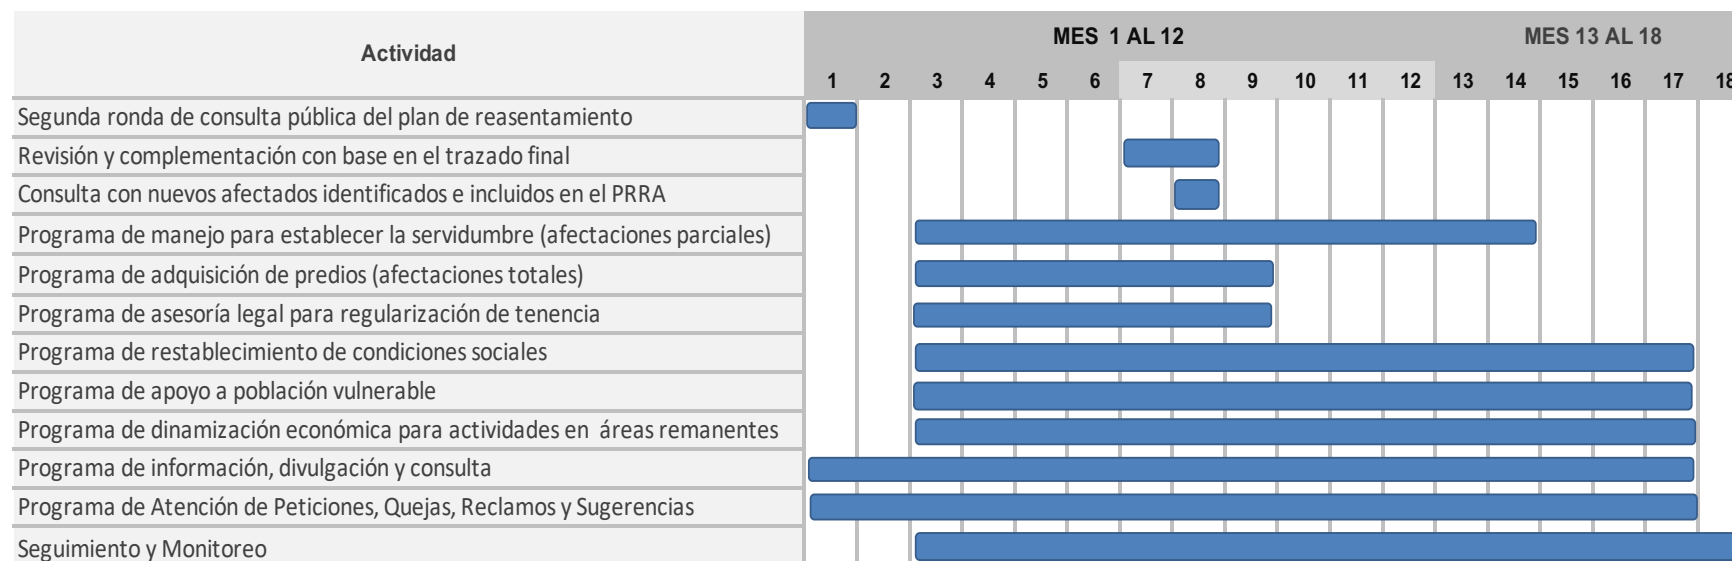 Actividad
MES 1 AL 12
MES 13 AL 18
1 2 3 4 5 6 7 8 9 10 11 12 13 14 15 16 17 18
Segunda ronda de consulta pública del plan de reasentamiento
Revisión y complementación con base en el trazado final
Consulta con nuevos afectados identificados e incluidos en el PRRA
Programa de manejo para establecer la servidumbre (afectaciones parciales)
Programa de adquisición de predios (afectaciones totales)
Programa de asesoría legal para regularización de tenencia
Programa de restablecimiento de condiciones sociales
Programa de apoyo a población vulnerable
Programa de dinamización económica para actividades en áreas remanentes
Programa de información, divulgación y consulta
Programa de Atención de Peticiones, Quejas, Reclamos y Sugerencias
Seguimiento y Monitoreo